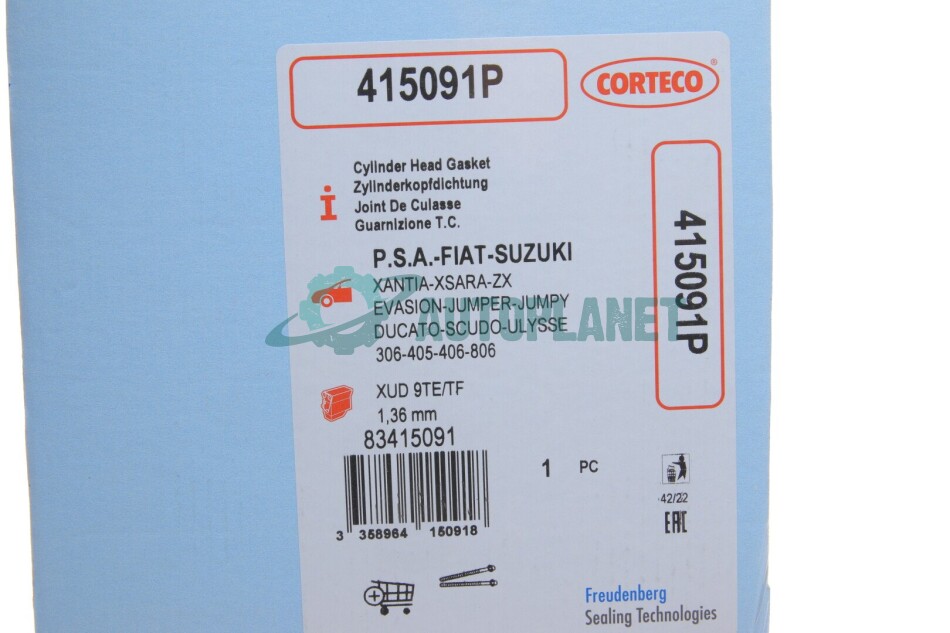 415091P
CORTECO
Cylinder Head Gasket
Zylinderkopfdichtung
Joint De Culasse
Guarnizione T.C.
415091P
P.S.A.-FIAT-SUZUKI
XANTIA-XSARA-ZX
EVASION-JUMPER-JUMPY
DUCATO-SCUDO-ULYSSE
306-405-406-806
AUTOPLANET
XUD 9TE/TF
1,36 mm
83415091
1 PC
42/22
EAC
3 358964 150918
Freudenberg
Sealing Technologies